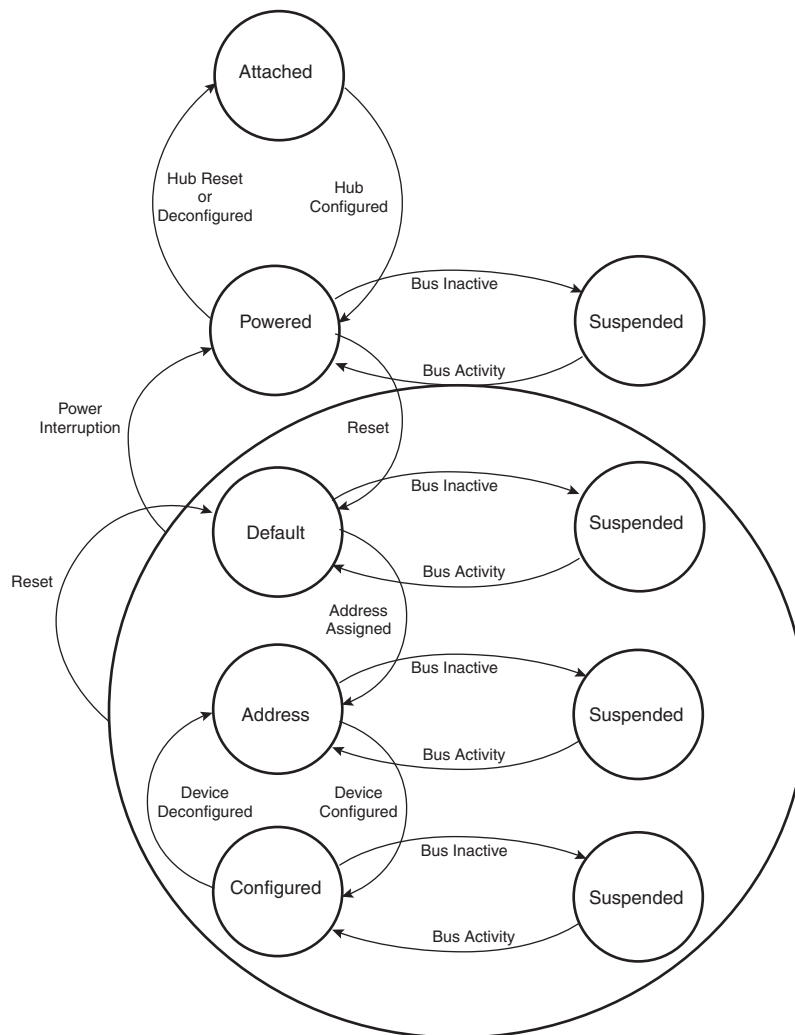 Attached
Hub Reset
or
Deconfigured
Hub
Configured
Powered
Bus Inactive
Suspended
Bus Activity
Power
Interruption
Reset
Default
Bus Inactive
Suspended
Bus Activity
Reset
Address
Assigned
Address
Bus Inactive
Suspended
Bus Activity
Device
Deconfigured
Device
Configured
Configured
Bus Inactive
Suspended
Bus Activity